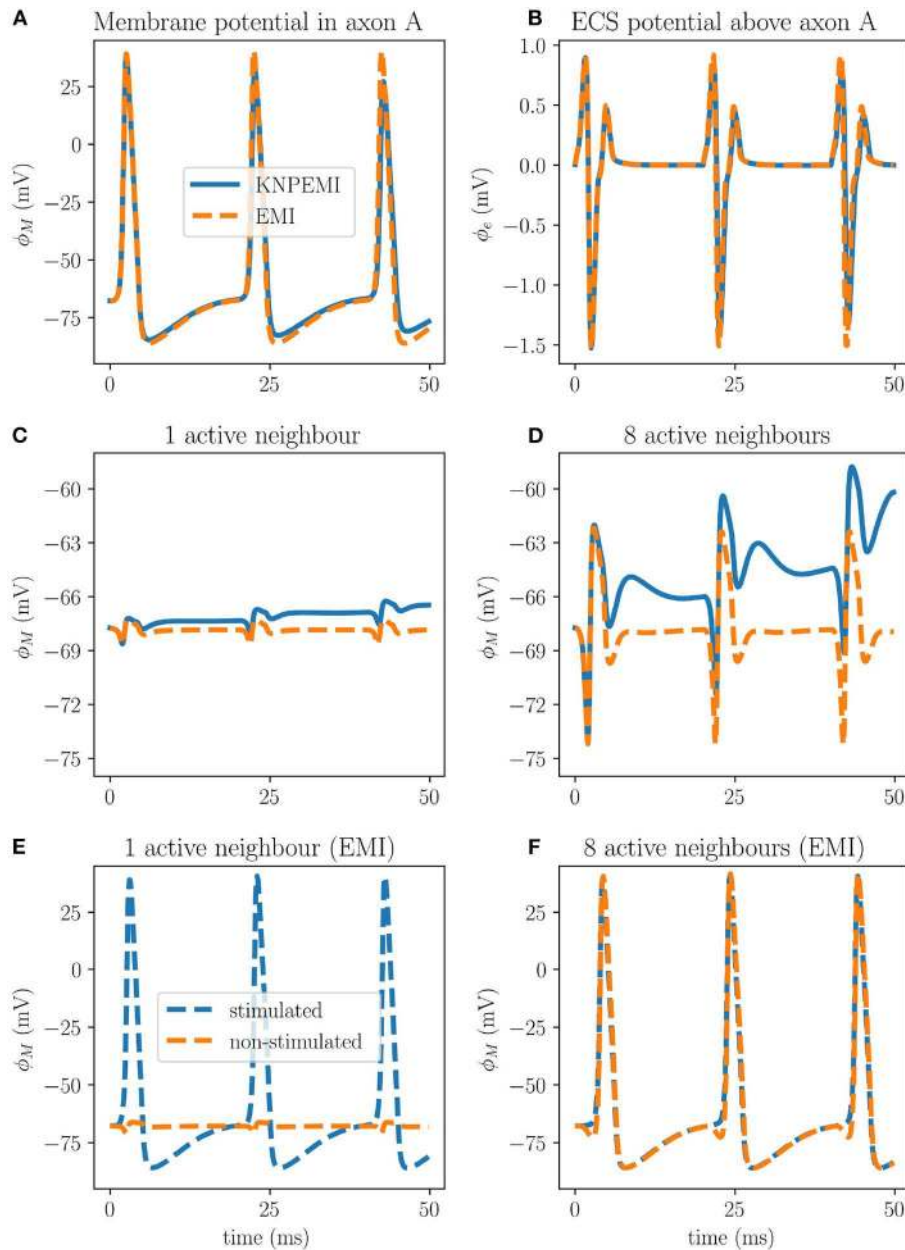 A Membrane potential in axon A
25
0
−25
−50
−75
ϕM (mV)
KNPEMI
EMI
0 25 50
B ECS potential above axon A
1.0
0.5
0.0
−0.5
−1.0
−1.5
ϕe (mV)
0 25 50
C 1 active neighbour
−60
−63
−66
−69
−72
−75
ϕM (mV)
0 25 50
D 8 active neighbours
−60
−63
−66
−69
−72
−75
ϕM (mV)
0 25 50
E 1 active neighbour (EMI)
25
0
−25
−50
−75
ϕM (mV)
stimulated
non-stimulated
0 25 50
time (ms)
F 8 active neighbours (EMI)
25
0
−25
−50
−75
ϕM (mV)
0 25 50
time (ms)